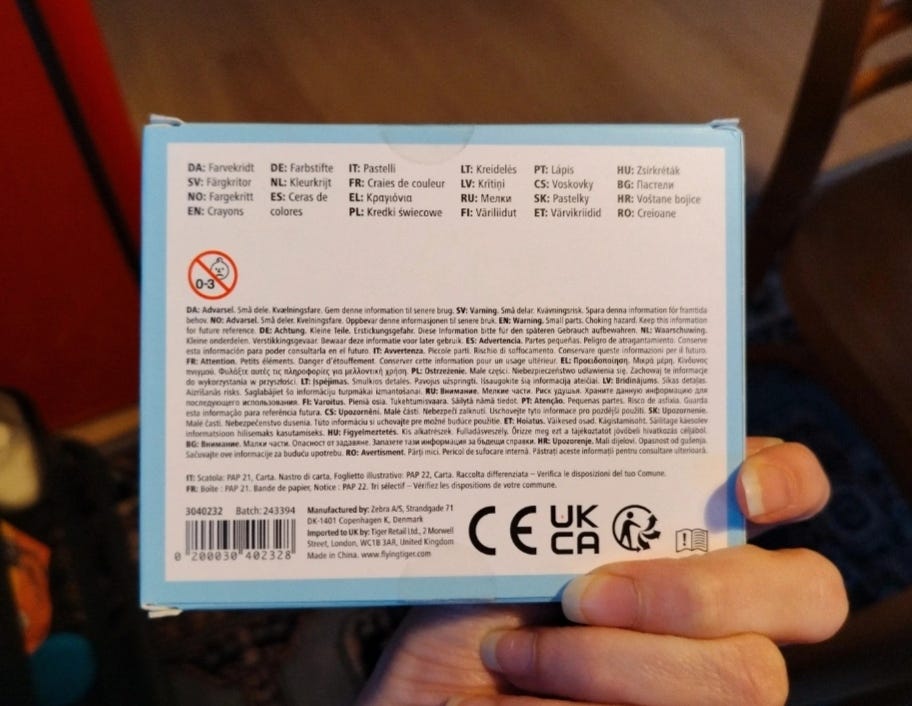 DA: Farvekridt DE: Farbstifte IT: Pastelli LT: Kreidelės PT: Lápis HU: Zsírkréták
SV: Färgkritor NL: Kleurkrijt FR: Craies de couleur LV: Krītiņi CS: Voskovky BG: Пастели
NO: Fargekritt ES: Ceras de EL: Κραγιόνια RU: Мелки SK: Pastelky HR: Voštane bojice
EN: Crayons colores PL: Kredki świecowe FI: Väriliidut ET: Värvikriidid RO: Creioane
0-3
DA: Advarsel. Små dele. Kvælningsfare. Gem denne information til senere brug. SV: Varning. Små delar. Kvävningsrisk. Spara denna information för framtida
behov. NO: Advarsel. Små deler. Kvelningsfare. Oppbevar denne informasjonen til senere bruk. EN: Warning. Small parts. Choking hazard. Keep this information
for future reference. DE: Achtung. Kleine Teile. Erstickungsgefahr. Diese Information bitte für den späteren Gebrauch aufbewahren. NL: Waarschuwing.
Kleine onderdelen. Verstikkingsgevaar. Bewaar deze informatie voor later gebruik. ES: Advertencia. Partes pequeñas. Peligro de atragantamiento. Conserve
esta información para poder consultarla en el futuro. IT: Avvertenza. Piccole parti. Rischio di soffocamento. Conservare queste informazioni per il futuro.
FR: Attention. Petits éléments. Danger d'étouffement. Conserver cette information pour un usage ultérieur. EL: Προειδοποίηση. Μικρά μέρη. Κίνδυνος
πνιγμού. Φυλάξτε αυτές τις πληροφορίες για μελλοντική χρήση. PL: Ostrzeżenie. Małe części. Niebezpieczeństwo udławienia się. Zachowaj te informacje
do wykorzystania w przyszłości. LT: Įspėjimas. Smulkios detalės. Pavojus užspringti. Išsaugokite šią informaciją ateičiai. LV: Brīdinājums. Sīkas detaļas.
Aizrīšanās risks. Saglabājiet šo informāciju turpmākai izmantošanai. RU: Внимание. Мелкие части. Риск удушья. Храните данную информацию для
последующего использования. FI: Varoitus. Pieniä osia. Tukehtumisvaara. Säilytä nämä tiedot. PT: Atenção. Pequenas partes. Risco de asfixia. Guarda
esta informação para referência futura. CS: Upozornění. Malé části. Nebezpečí zalknutí. Uschovejte tyto informace pro pozdější použití. SK: Upozornenie.
Malé časti. Nebezpečenstvo dusenia. Túto informáciu si uchovajte pre možné budúce použitie. ET: Hoiatus. Väikesed osad. Kägistamisoht. Säilitage käesolev
informatsioon hilisemaks kasutamiseks. HU: Figyelmeztetés. Kis alkatrészek. Fulladásveszély. Őrizze meg ezt a tájékoztatót jövőbeli hivatkozás céljából.
BG: Внимание. Малки части. Опасност от задавяне. Запазете тази информация за бъдещи справки. HR: Upozorenje. Mali dijelovi. Opasnost od gušenja.
Sačuvajte ove informacije za buduću upotrebu. RO: Avertisment. Părți mici. Pericol de sufocare internă. Păstrați aceste informații pentru consultare ulterioară.
IT: Scatola: PAP 21, Carta. Nastro di carta, Foglietto illustrativo: PAP 22, Carta. Raccolta differenziata – Verifica le disposizioni del tuo Comune.
FR: Boite : PAP 21. Bande de papier, Notice : PAP 22. Tri sélectif – Vérifiez les dispositions de votre commune.
3040232 Batch: 243394
0 200030 402328
Manufactured by: Zebra A/S, Strandgade 71
DK-1401 Copenhagen K, Denmark
Imported to UK by: Tiger Retail Ltd., 2 Morwell
Street, London, WC1B 3AR, United Kingdom
Made in China. www.flyingtiger.com
CE
UK
CA